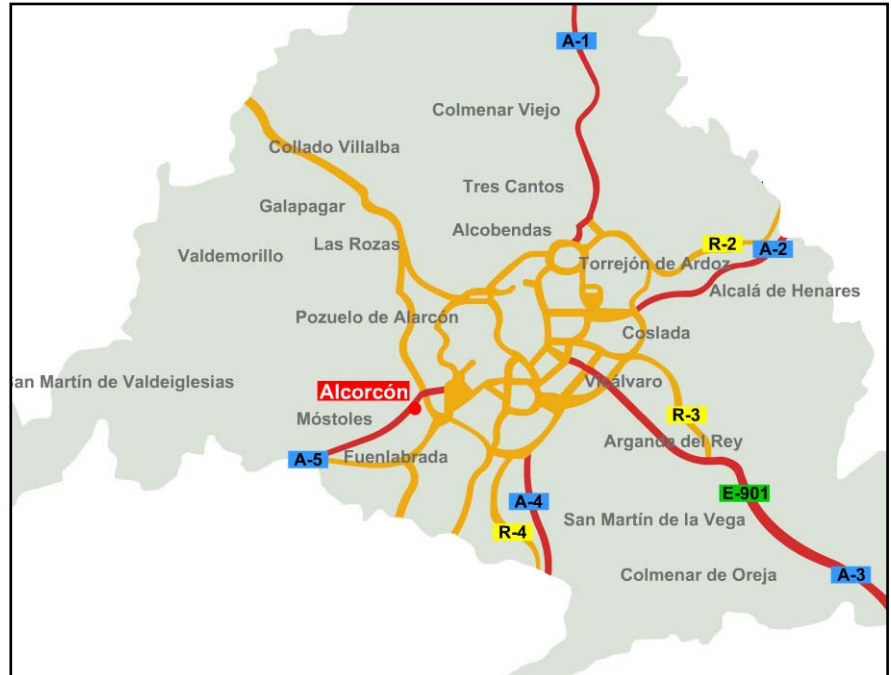 A-1
Colmenar Viejo
Collado Villalba
Tres Cantos
Galapagar
Alcobendas
Las Rozas
R-2
A-2
Valdemorillo
Torrejón de Ardoz
Alcalá de Henares
Pozuelo de Alarcón
Coslada
San Martín de Valdeiglesias
Vicálvaro
Alcorcón
R-3
Móstoles
Arganda del Rey
A-5
Fuenlabrada
E-901
A-4
San Martín de la Vega
R-4
Colmenar de Oreja
A-3